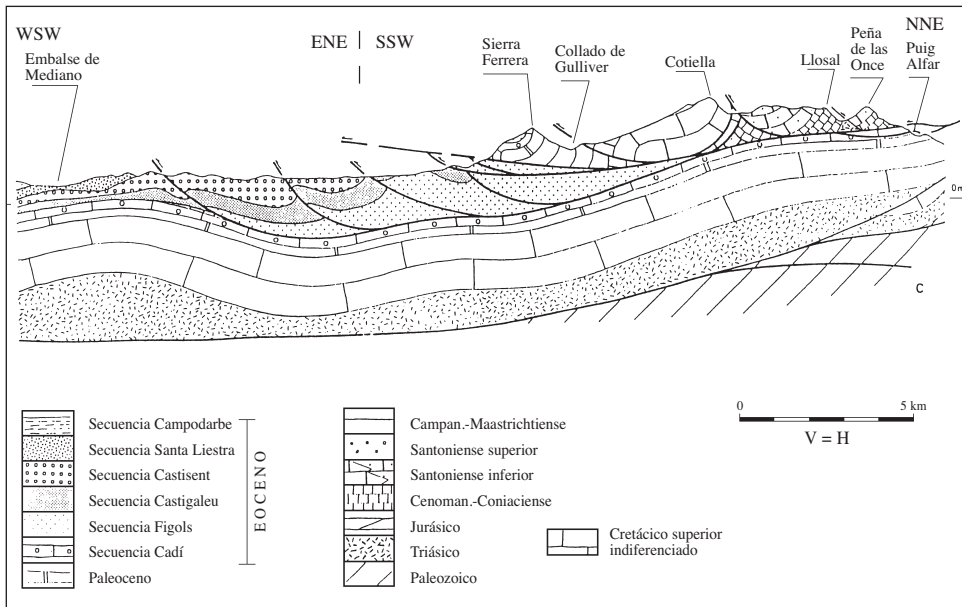 WSW
ENE
SSW
NNE
Embalse de
Mediano
Sierra
Ferrera
Collado de
Gulliver
Cotiella
Llosal
Peña
de las
Once
Puig
Alfar
0 m
C
Secuencia Campodarbe
Secuencia Santa Liestra
Secuencia Castisent
Secuencia Castigaleu
Secuencia Figols
Secuencia Cadí
Paleoceno
EOCENO
Campan.-Maastrichtiense
Santoniense superior
Santoniense inferior
Cenoman.-Coniaciense
Jurásico
Triásico
Paleozoico
Cretácico superior
indiferenciado
0 5 km
V = H